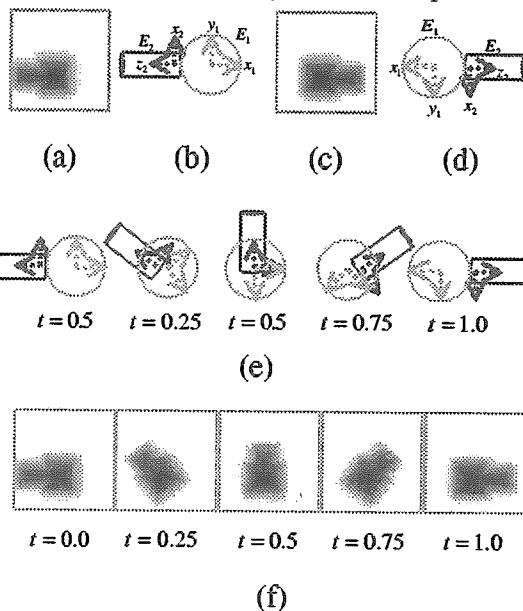 E₂ x₂ y₁ E₁
z₂ x₁
E₁ E₂
x₁ z₂
y₁ x₂
(a) (b) (c) (d)
t = 0.5 t = 0.25 t = 0.5 t = 0.75 t = 1.0
(e)
t = 0.0 t = 0.25 t = 0.5 t = 0.75 t = 1.0
(f)